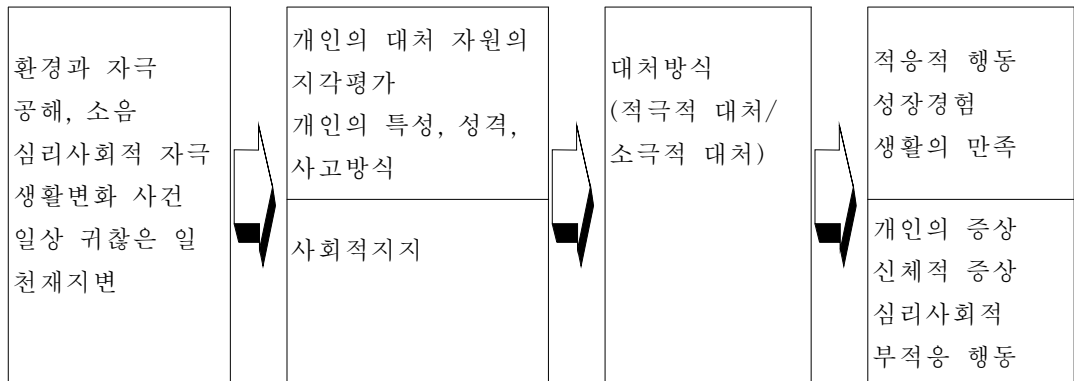 환경과 자극
공해, 소음
심리사회적 자극
생활변화 사건
일상 귀찮은 일
천재지변
개인의 대처 자원의
지각평가
개인의 특성, 성격,
사고방식
사회적지지
대처방식
(적극적 대처/
소극적 대처)
적응적 행동
성장경험
생활의 만족
개인의 증상
신체적 증상
심리사회적
부적응 행동